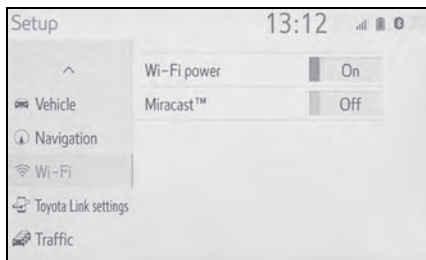 Setup 13:12
Wi-Fi power On
Vehicle Miracast™ Off
Navigation
Wi-Fi
Toyota Link settings
Traffic